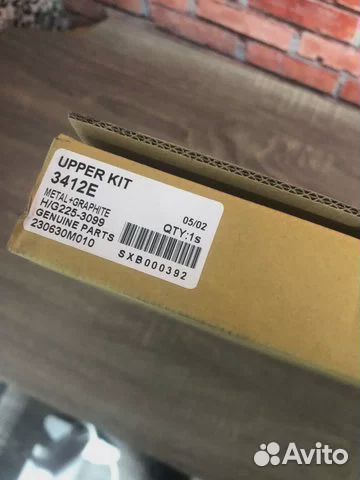 UPPER KIT
3412E
METAL+GRAPHITE
H/G225-3099
GENUINE PARTS
230630M010
05/02
QTY:1s
SXB000392
Avito